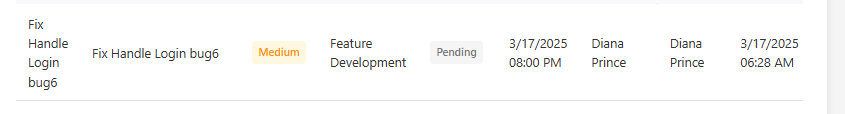 Fix
Handle
Login
bug6
Fix Handle Login bug6
Medium
Feature
Development
Pending
3/17/2025
08:00 PM
Diana
Prince
Diana
Prince
3/17/2025
06:28 AM